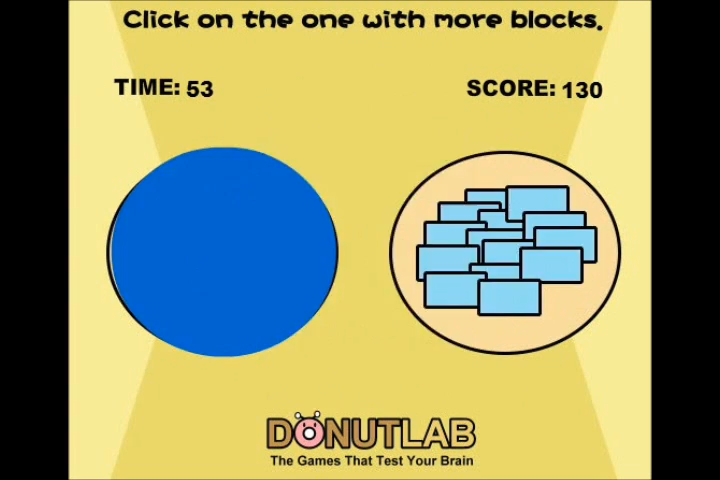 Click on the one with more blocks.
TIME: 53
SCORE: 130
DONUTLAB
The Games That Test Your Brain